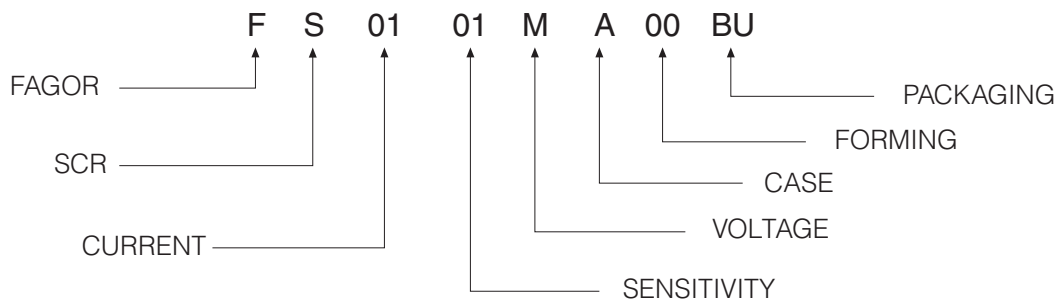 F S 01 01 M A 00 BU
FAGOR
PACKAGING
FORMING
SCR
CASE
VOLTAGE
CURRENT
SENSITIVITY